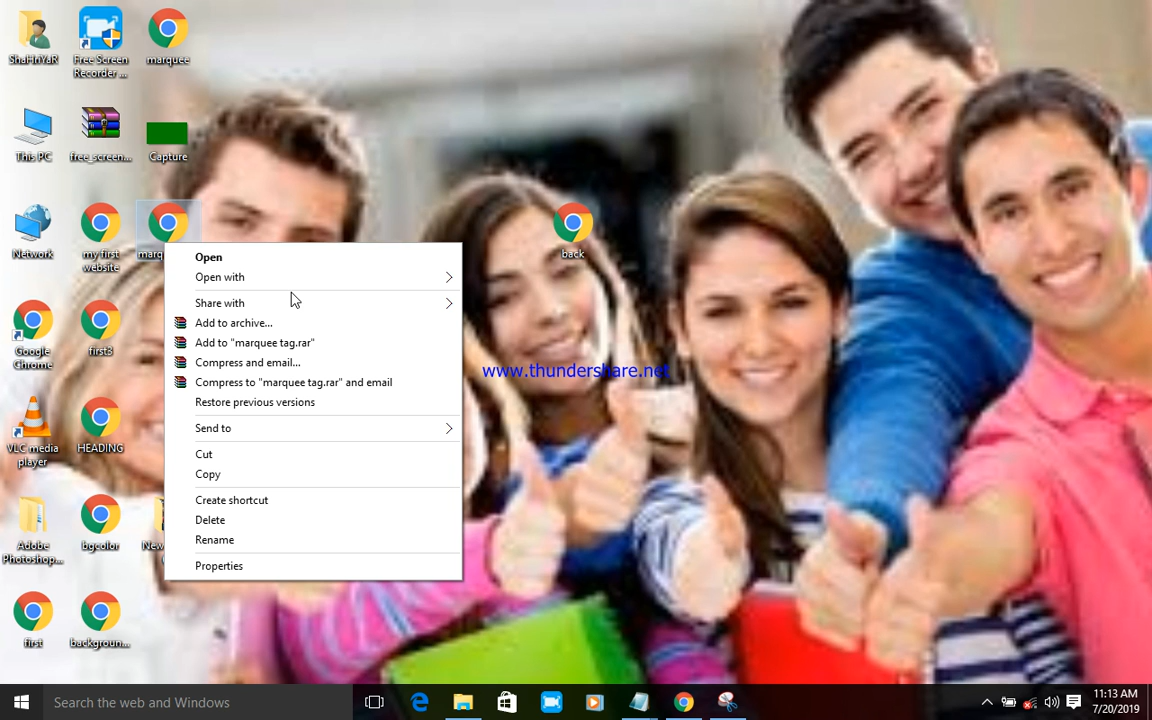 ShaHriYaR
Free Screen
Recorder ...
marquee
This PC
free_screen...
Capture
Network
my first
website
back
Google
Chrome
first3
VLC media
player
HEADING
Adobe
Photoshop...
bgcolor
first
backgroun...
Open
Open with
Share with
Add to archive...
Add to "marquee tag.rar"
Compress and email...
Compress to "marquee tag.rar" and email
Restore previous versions
Send to
Cut
Copy
Create shortcut
Delete
Rename
Properties
www.thundershare.net
Search the web and Windows
11:13 AM
7/20/2019